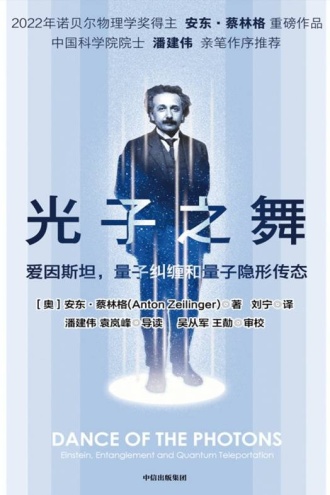 2022年诺贝尔物理学奖得主 安东·蔡林格 重磅作品
中国科学院院士 潘建伟 亲笔作序推荐
光子之舞
爱因斯坦，量子纠缠和量子隐形传态
［奥］安东·蔡林格(Anton Zeilinger)◎著 刘宁◎译
潘建伟 袁岚峰◎导读 吴从军 王勐◎审校
DANCE OF THE PHOTONS
Einstein, Entanglement and Quantum Teleportation
中信出版集团